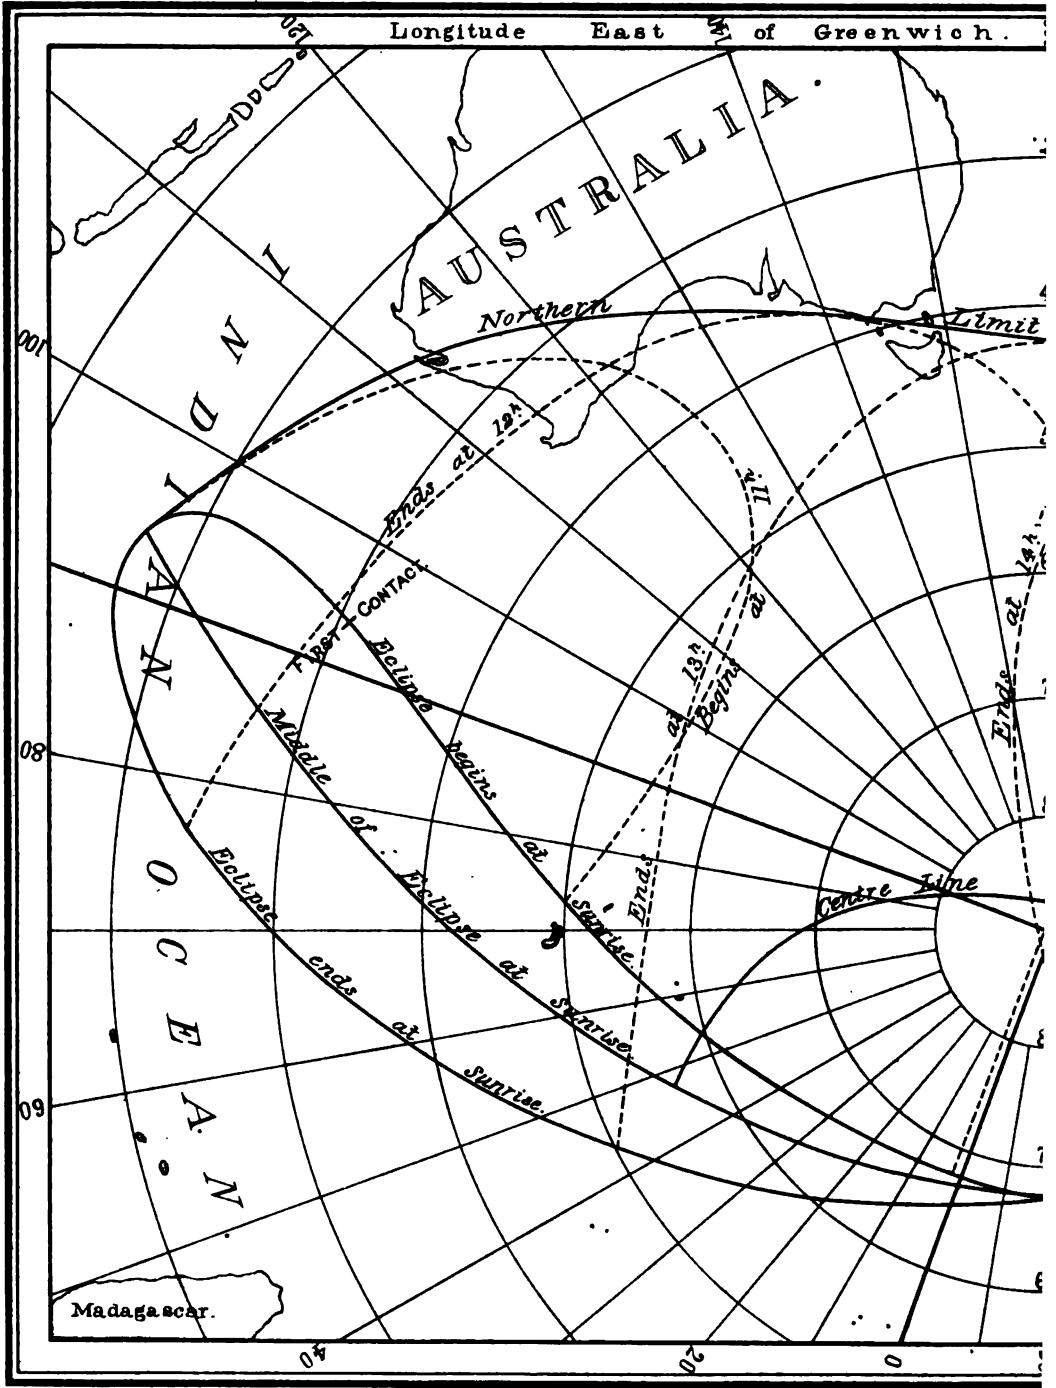 Longitude East of Greenwich.
120
140
AUSTRALIA.
INDIAN OCEAN
Northern Limit
100
Ends at 12h
11h
FIRST CONTACT
Begins at
at 13h
Ends
Ends at 14h
Eclipse begins at Sunrise.
Middle of Eclipse at Sunrise
Eclipse ends at Sunrise.
Centre Line
80
60
Madagascar.
40
20
0